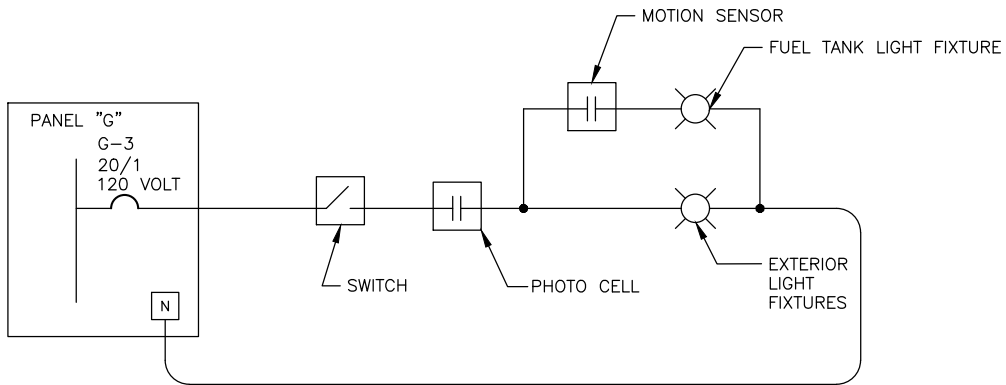 MOTION SENSOR
FUEL TANK LIGHT FIXTURE
PANEL "G"
G-3
20/1
120 VOLT
SWITCH
PHOTO CELL
EXTERIOR
LIGHT
FIXTURES
N